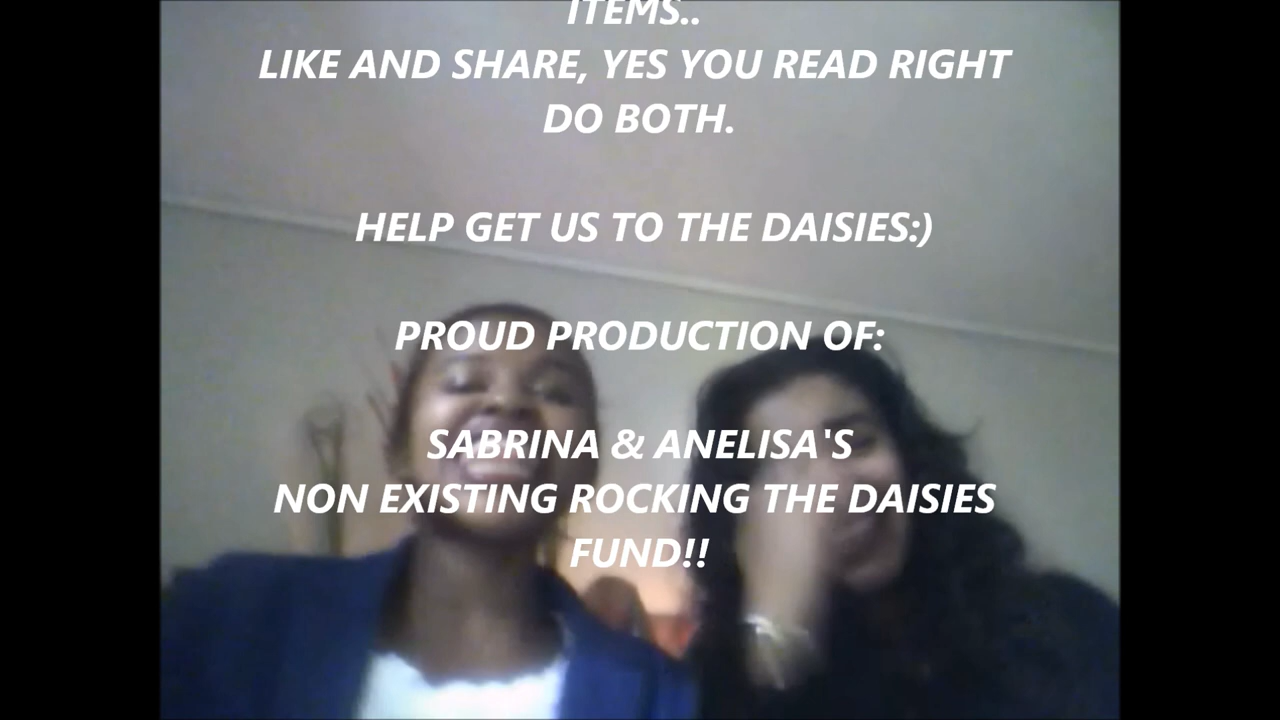 ITEMS..
LIKE AND SHARE, YES YOU READ RIGHT
DO BOTH.
HELP GET US TO THE DAISIES:)
PROUD PRODUCTION OF:
SABRINA & ANELISA'S
NON EXISTING ROCKING THE DAISIES
FUND!!